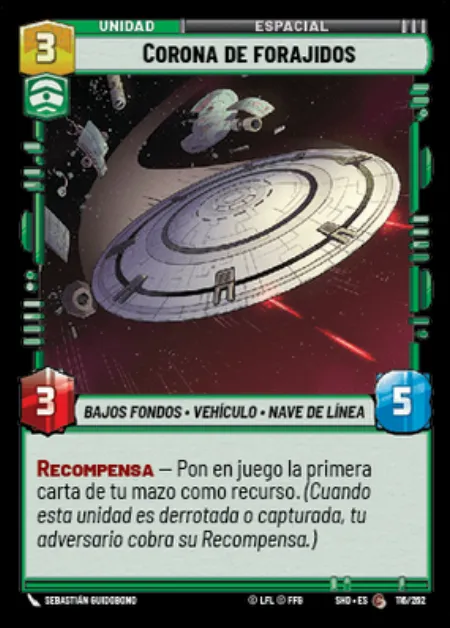 UNIDAD
ESPACIAL
3
CORONA DE FORAJIDOS
3
BAJOS FONDOS • VEHÍCULO • NAVE DE LÍNEA
5
RECOMPENSA – Pon en juego la primera
carta de tu mazo como recurso. (Cuando
esta unidad es derrotada o capturada, tu
adversario cobra su Recompensa.)
SEBASTIÁN GUIDOBONO
© LFL © FFG
SHD • ES
C
116/262